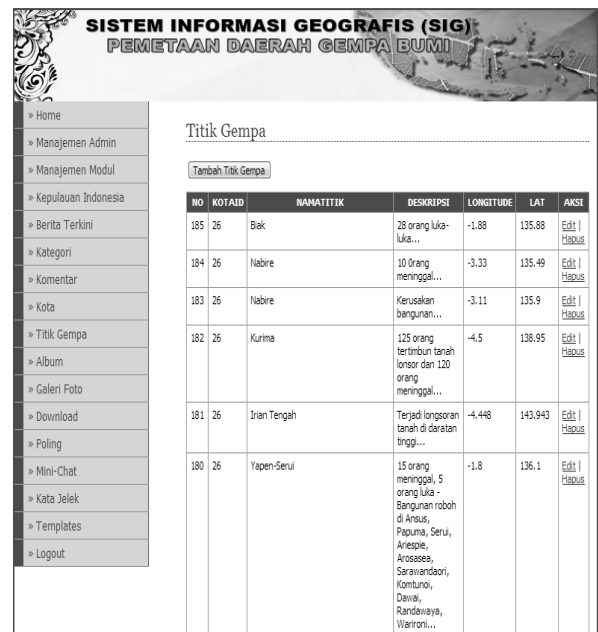 SISTEM INFORMASI GEOGRAFIS (SIG)
PEMETAAN DAERAH GEMPA BUMI
» Home
» Manajemen Admin
» Manajemen Modul
» Kepulauan Indonesia
» Berita Terkini
» Kategori
» Komentar
» Kota
» Titik Gempa
» Album
» Galeri Foto
» Download
» Poling
» Mini-Chat
» Kata Jelek
» Templates
» Logout
Titik Gempa
Tambah Titik Gempa
NO KOTAID NAMATITIK DESKRIPSI LONGITUDE LAT AKSI
185 26 Biak 28 orang luka- -1.88 135.88 Edit |
luka... Hapus
184 26 Nabire 10 0rang -3.33 135.49 Edit |
meninggal... Hapus
183 26 Nabire Kerusakan -3.11 135.9 Edit |
bangunan... Hapus
182 26 Kurima 125 orang -4.5 138.95 Edit |
tertimbun tanah Hapus
lonsor dan 120
orang
meninggal...
181 26 Irian Tengah Terjadi longsoran -4.448 143.943 Edit |
tanah di daratan Hapus
tinggi...
180 26 Yapen-Serui 15 orang -1.8 136.1 Edit |
meninggal, 5 Hapus
orang luka -
Bangunan roboh
di Ansus,
Papuma, Serui,
Ariespie,
Arosasea,
Sarawandaori,
Komtunoi,
Dawai,
Randawaya,
Warironi...